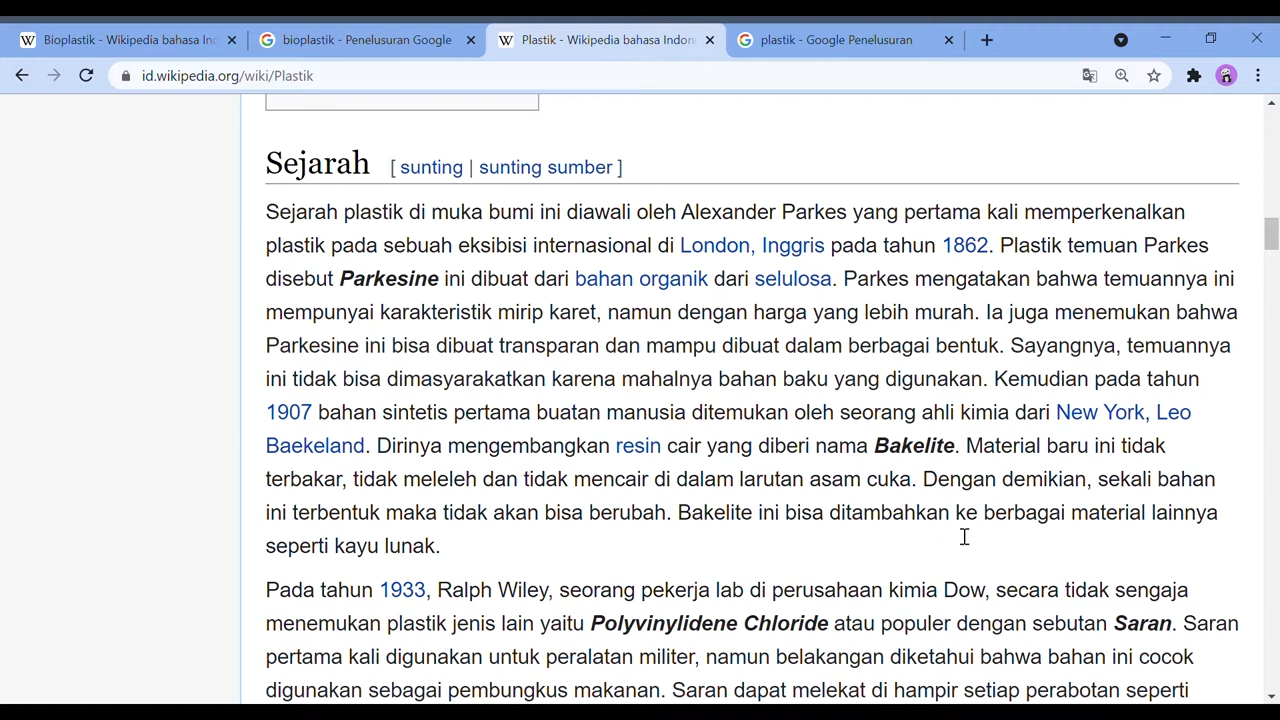 Bioplastik - Wikipedia bahasa Ind
bioplastik - Penelusuran Google
Plastik - Wikipedia bahasa Indon
plastik - Google Penelusuran
id.wikipedia.org/wiki/Plastik
Sejarah [ sunting | sunting sumber ]
Sejarah plastik di muka bumi ini diawali oleh Alexander Parkes yang pertama kali memperkenalkan
plastik pada sebuah eksibisi internasional di London, Inggris pada tahun 1862. Plastik temuan Parkes
disebut Parkesine ini dibuat dari bahan organik dari selulosa. Parkes mengatakan bahwa temuannya ini
mempunyai karakteristik mirip karet, namun dengan harga yang lebih murah. Ia juga menemukan bahwa
Parkesine ini bisa dibuat transparan dan mampu dibuat dalam berbagai bentuk. Sayangnya, temuannya
ini tidak bisa dimasyarakatkan karena mahalnya bahan baku yang digunakan. Kemudian pada tahun
1907 bahan sintetis pertama buatan manusia ditemukan oleh seorang ahli kimia dari New York, Leo
Baekeland. Dirinya mengembangkan resin cair yang diberi nama Bakelite. Material baru ini tidak
terbakar, tidak meleleh dan tidak mencair di dalam larutan asam cuka. Dengan demikian, sekali bahan
ini terbentuk maka tidak akan bisa berubah. Bakelite ini bisa ditambahkan ke berbagai material lainnya
seperti kayu lunak.
Pada tahun 1933, Ralph Wiley, seorang pekerja lab di perusahaan kimia Dow, secara tidak sengaja
menemukan plastik jenis lain yaitu Polyvinylidene Chloride atau populer dengan sebutan Saran. Saran
pertama kali digunakan untuk peralatan militer, namun belakangan diketahui bahwa bahan ini cocok
digunakan sebagai pembungkus makanan. Saran dapat melekat di hampir setiap perabotan seperti